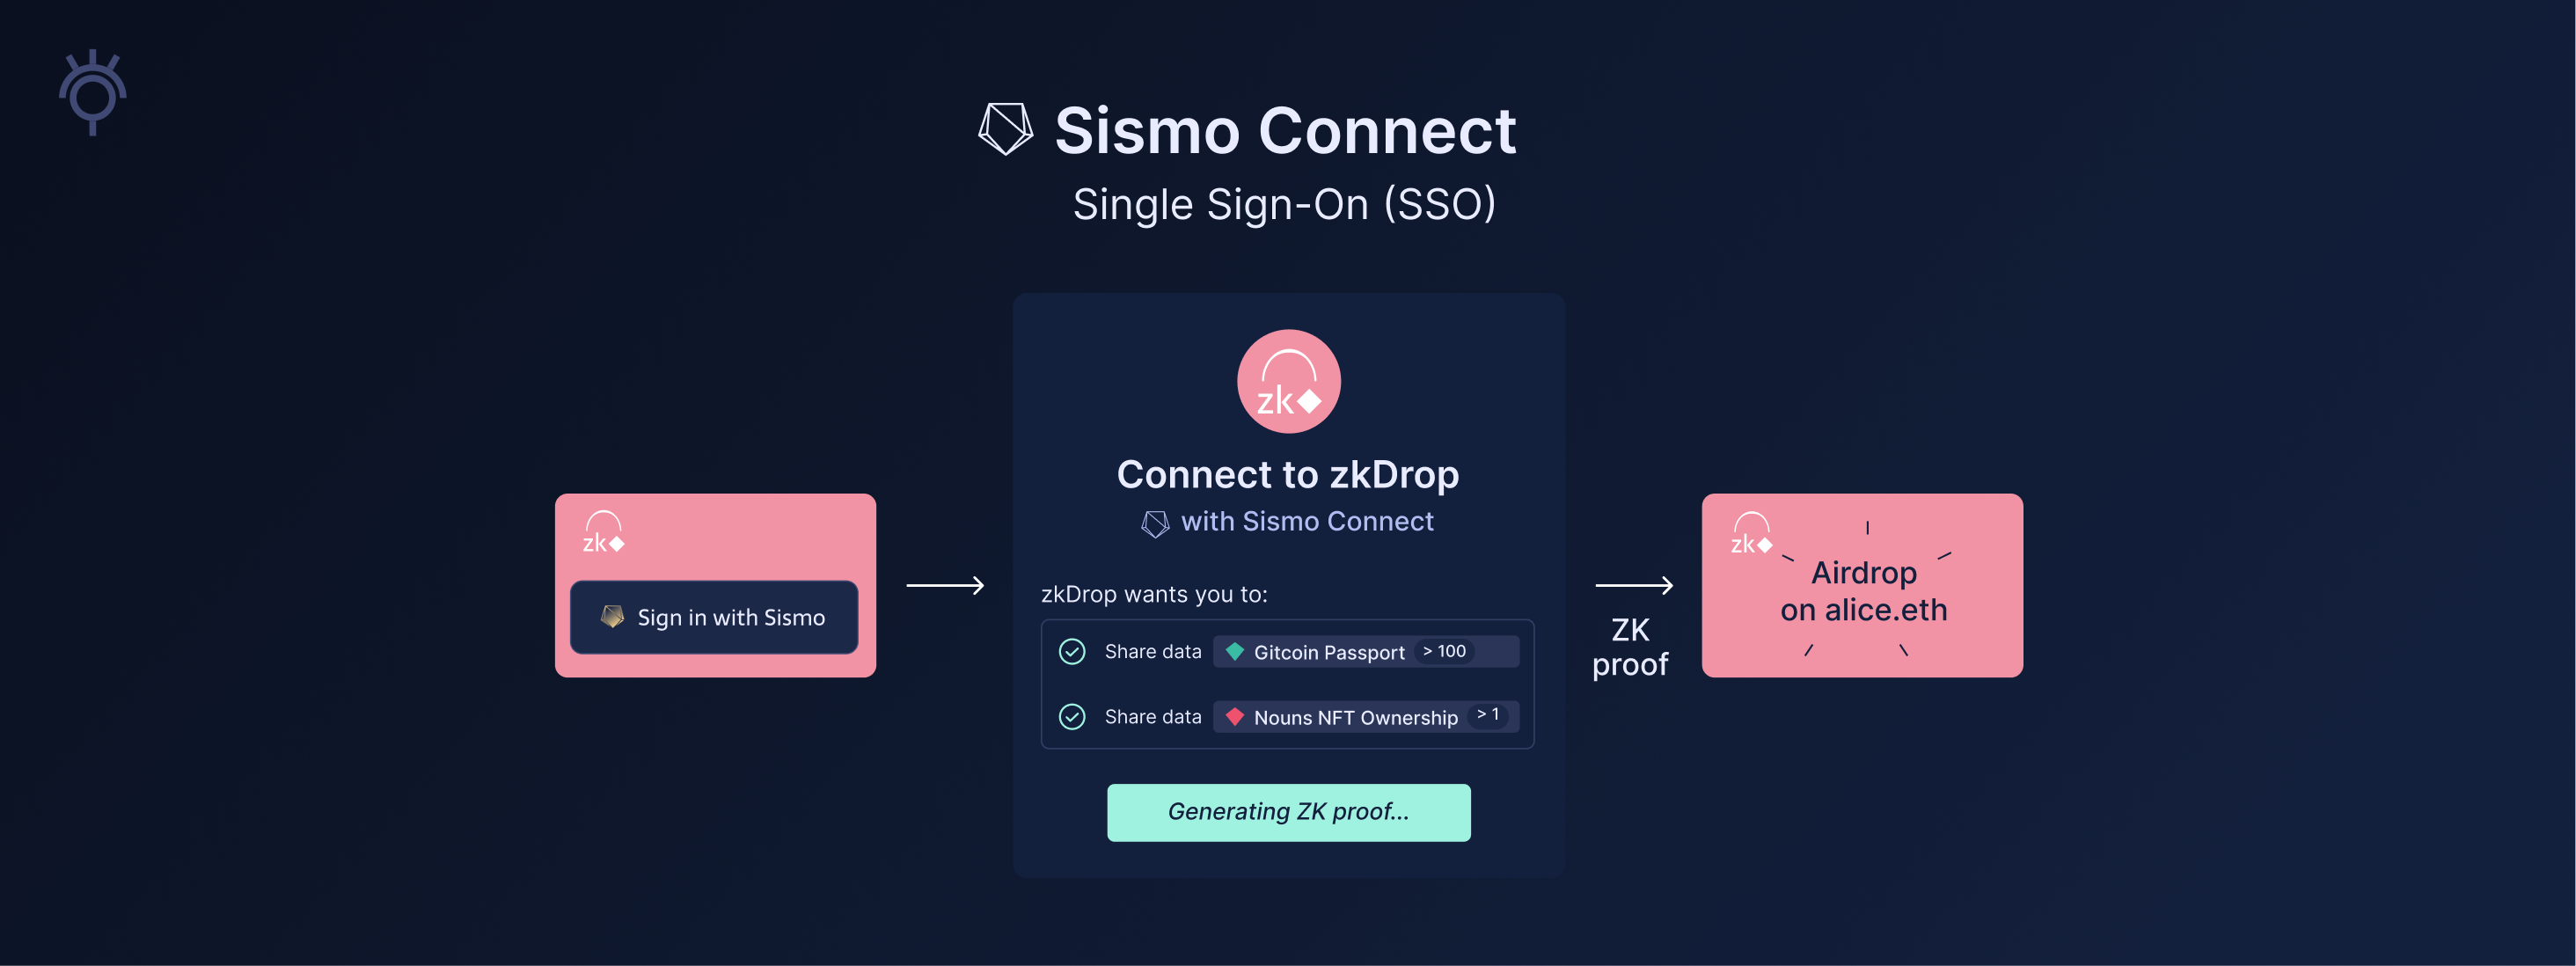 Sismo Connect
Single Sign-On (SSO)
zk
Sign in with Sismo
zk
Connect to zkDrop
with Sismo Connect
zkDrop wants you to:
Share data Gitcoin Passport > 100
Share data Nouns NFT Ownership > 1
Generating ZK proof...
ZK
proof
zk
Airdrop
on alice.eth